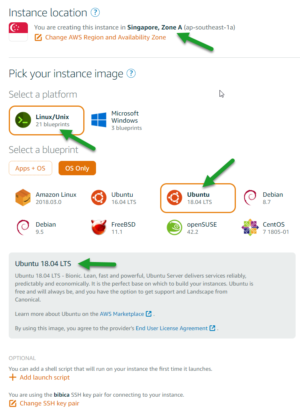 Instance location ?
You are creating this instance in Singapore, Zone A (ap-southeast-1a)
Change AWS Region and Availability Zone
Pick your instance image ?
Select a platform
Linux/Unix
21 blueprints
Microsoft
Windows
3 blueprints
Select a blueprint
Apps + OS
OS Only
Amazon Linux
2018.03.0
Ubuntu
16.04 LTS
Ubuntu
18.04 LTS
Debian
8.7
Debian
9.5
FreeBSD
11.1
openSUSE
42.2
CentOS
7 1805-01
Ubuntu 18.04 LTS
Ubuntu 18.04 LTS - Bionic. Lean, fast and powerful, Ubuntu Server delivers services reliably,
predictably and economically. It is the perfect base on which to build your instances. Ubuntu is
free and will always be, and you have the option to get support and Landscape from
Canonical.
Learn more about Ubuntu on the AWS Marketplace .
By using this image, you agree to the provider's End User License Agreement .
OPTIONAL
You can add a shell script that will run on your instance the first time it launches.
+ Add launch script
You are using the bibica SSH key pair for connecting to your instance.
Change SSH key pair